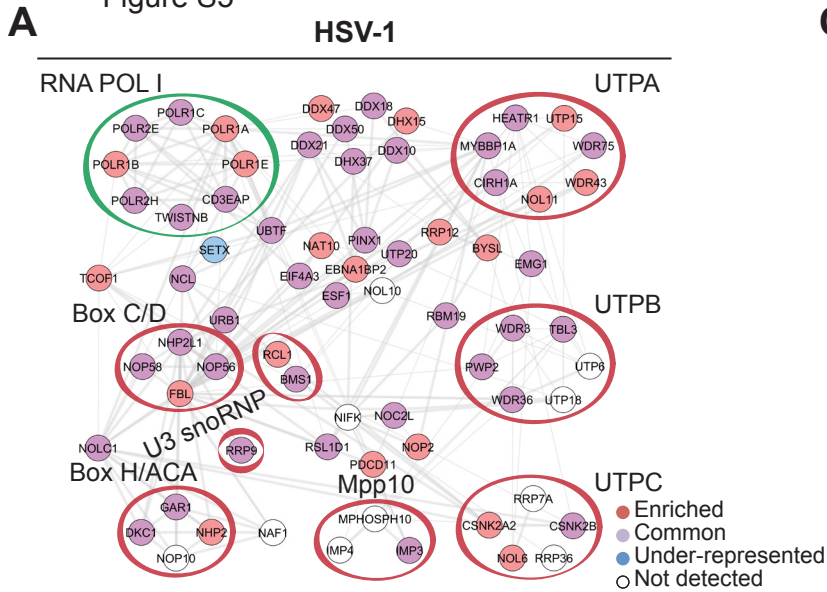 Figure S5
A
HSV-1
C
RNA POL I
UTPA
POLR1C
POLR2E
POLR1A
POLR1B
POLR1E
POLR2H
CD3EAP
TWISTNB
DDX47
DDX18
DHX15
DDX50
DDX21
DDX10
DHX37
HEATR1
UTP15
MYBBP1A
WDR75
CIRH1A
WDR43
NOL11
UBTF
SETX
TCOF1
NCL
URB1
NAT10
PINX1
RRP12
UTP20
EBNA1BP2
EIF4A3
ESF1
NOL10
BYSL
EMG1
RBM19
Box C/D
NHP2L1
NOP58
NOP56
FBL
RCL1
BMS1
UTPB
WDR3
TBL3
PWP2
UTP6
WDR36
UTP18
U3 snoRNP
RRP9
NIFK
NOC2L
RSL1D1
NOP2
PDCD11
NOLC1
Box H/ACA
GAR1
DKC1
NHP2
NOP10
NAF1
Mpp10
MPHOSPH10
IMP4
IMP3
UTPC
RRP7A
CSNK2A2
CSNK2B
NOL6
RRP36
Enriched
Common
Under-represented
Not detected